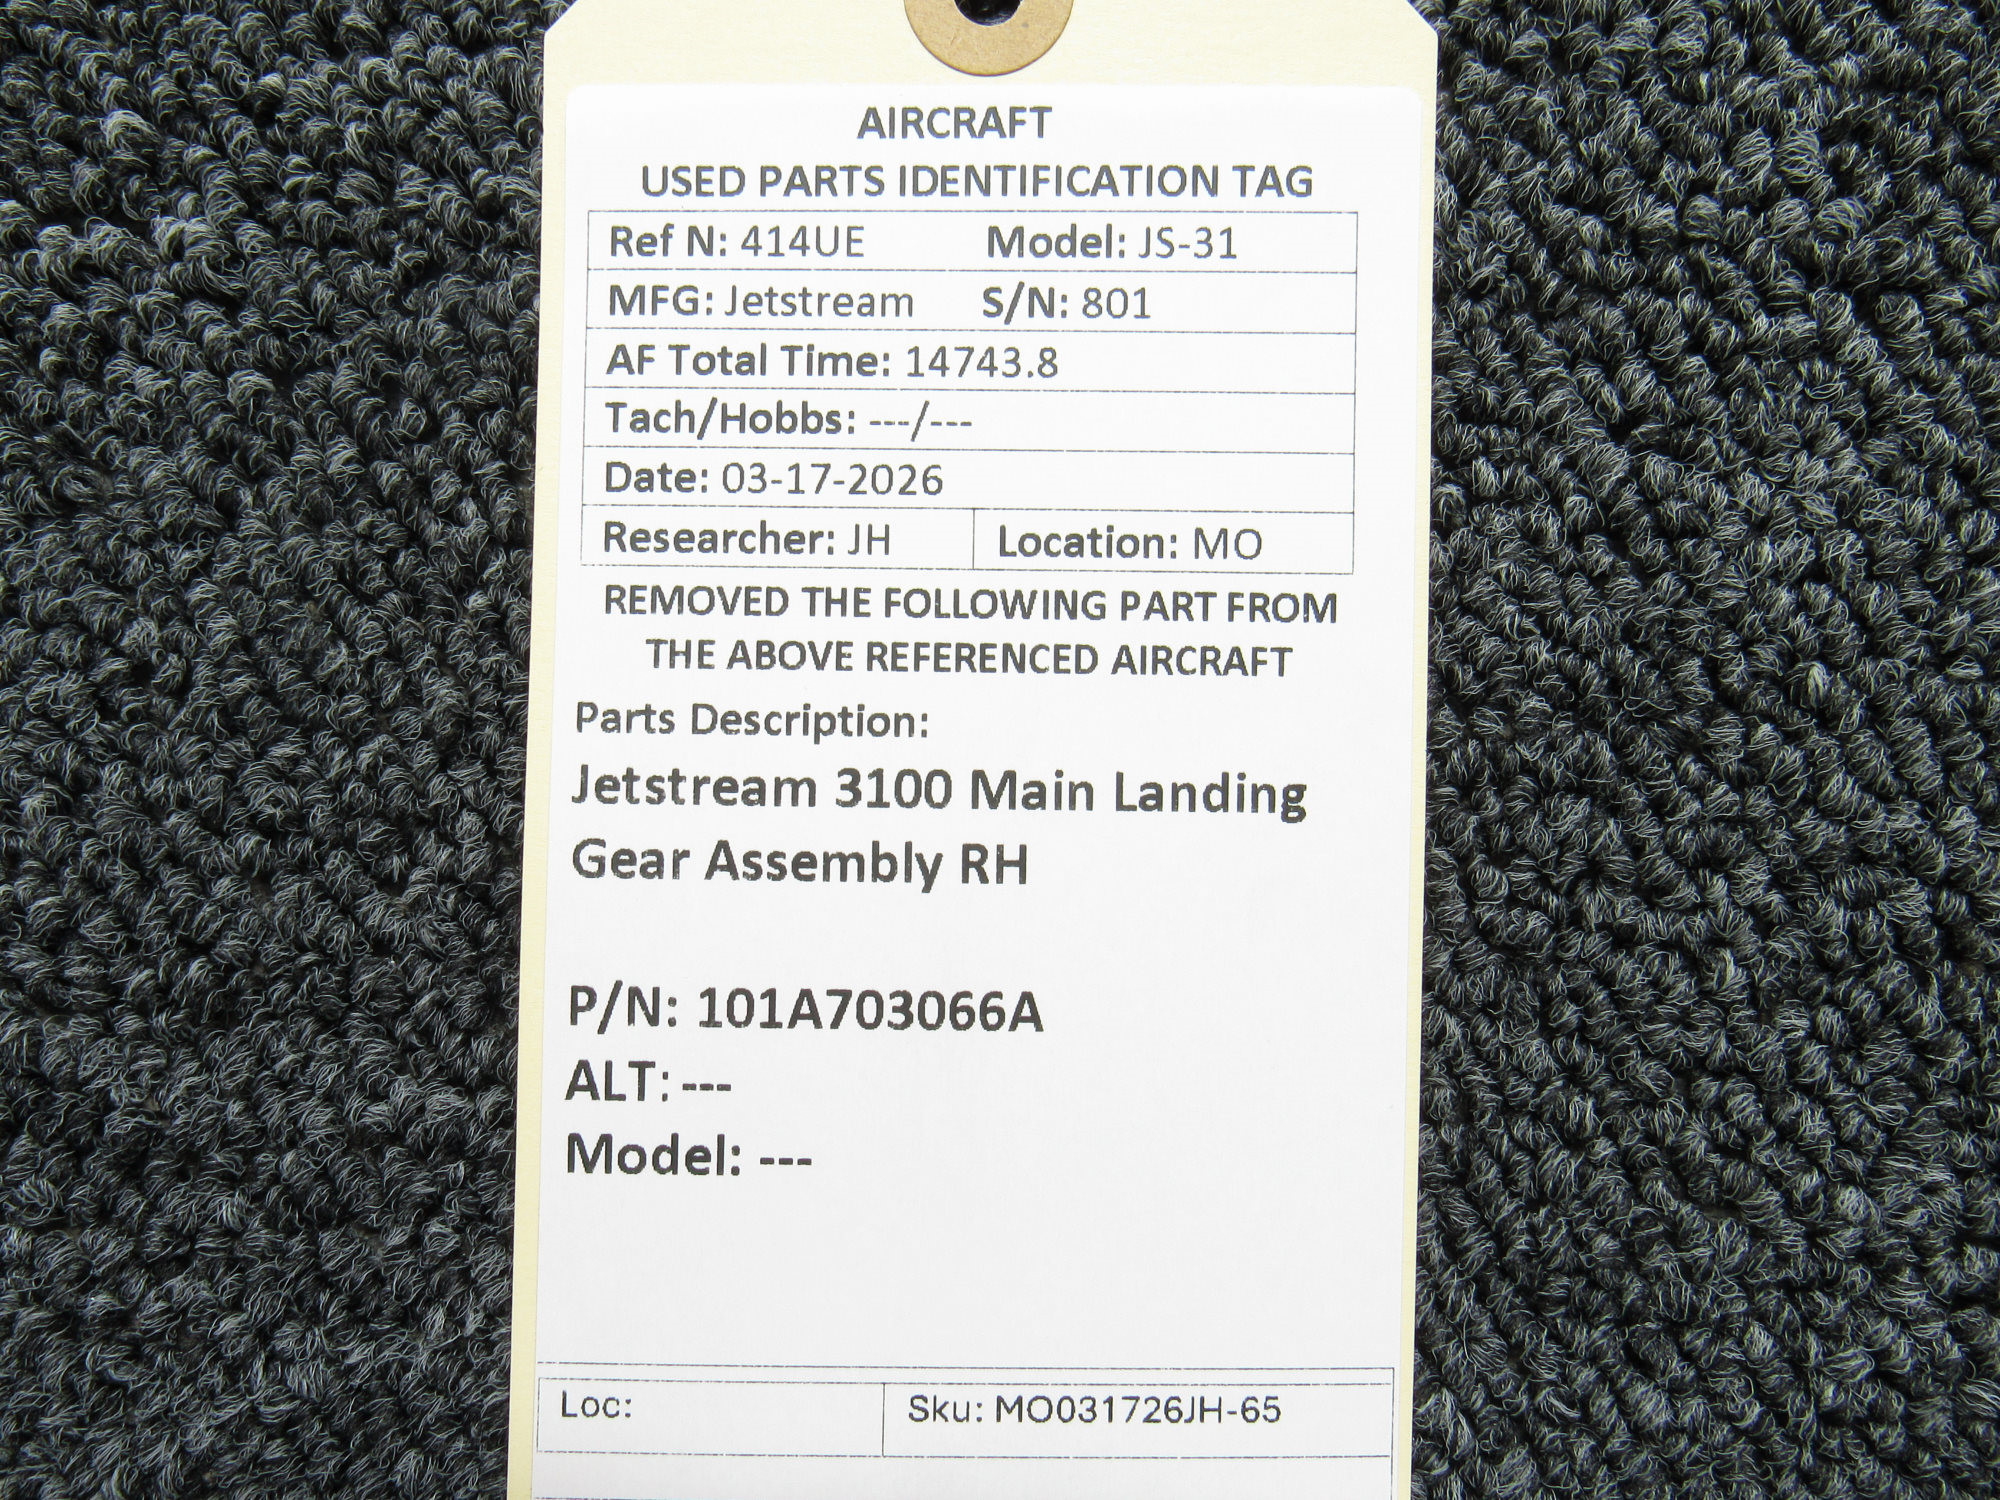 AIRCRAFT
USED PARTS IDENTIFICATION TAG
Ref N: 414UE Model: JS-31
MFG: Jetstream S/N: 801
AF Total Time: 14743.8
Tach/Hobbs: ---/---
Date: 03-17-2026
Researcher: JH Location: MO
REMOVED THE FOLLOWING PART FROM
THE ABOVE REFERENCED AIRCRAFT
Parts Description:
Jetstream 3100 Main Landing
Gear Assembly RH
P/N: 101A703066A
ALT: ---
Model: ---
Loc: Sku: MO031726JH-65